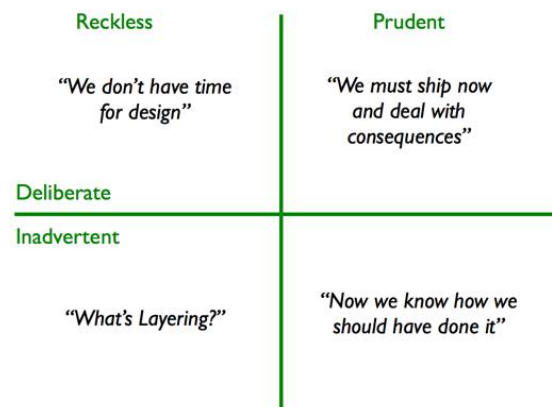 Reckless
Prudent
“We don’t have time
for design”
“We must ship now
and deal with
consequences”
Deliberate
Inadvertent
“What’s Layering?”
“Now we know how we
should have done it”